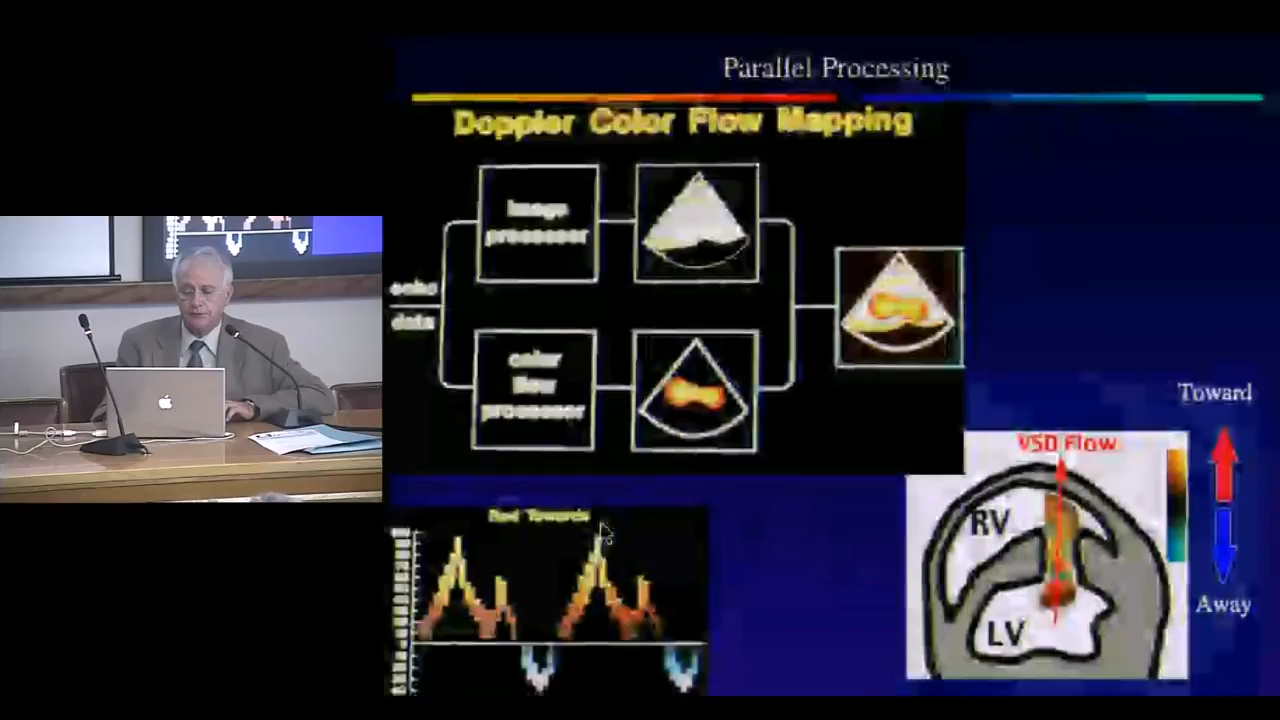 Parallel Processing
Doppler Color Flow Mapping
image
processor
echo
data
color
flow
processor
Toward
VSD Flow
RV
LV
Away
Red Towards